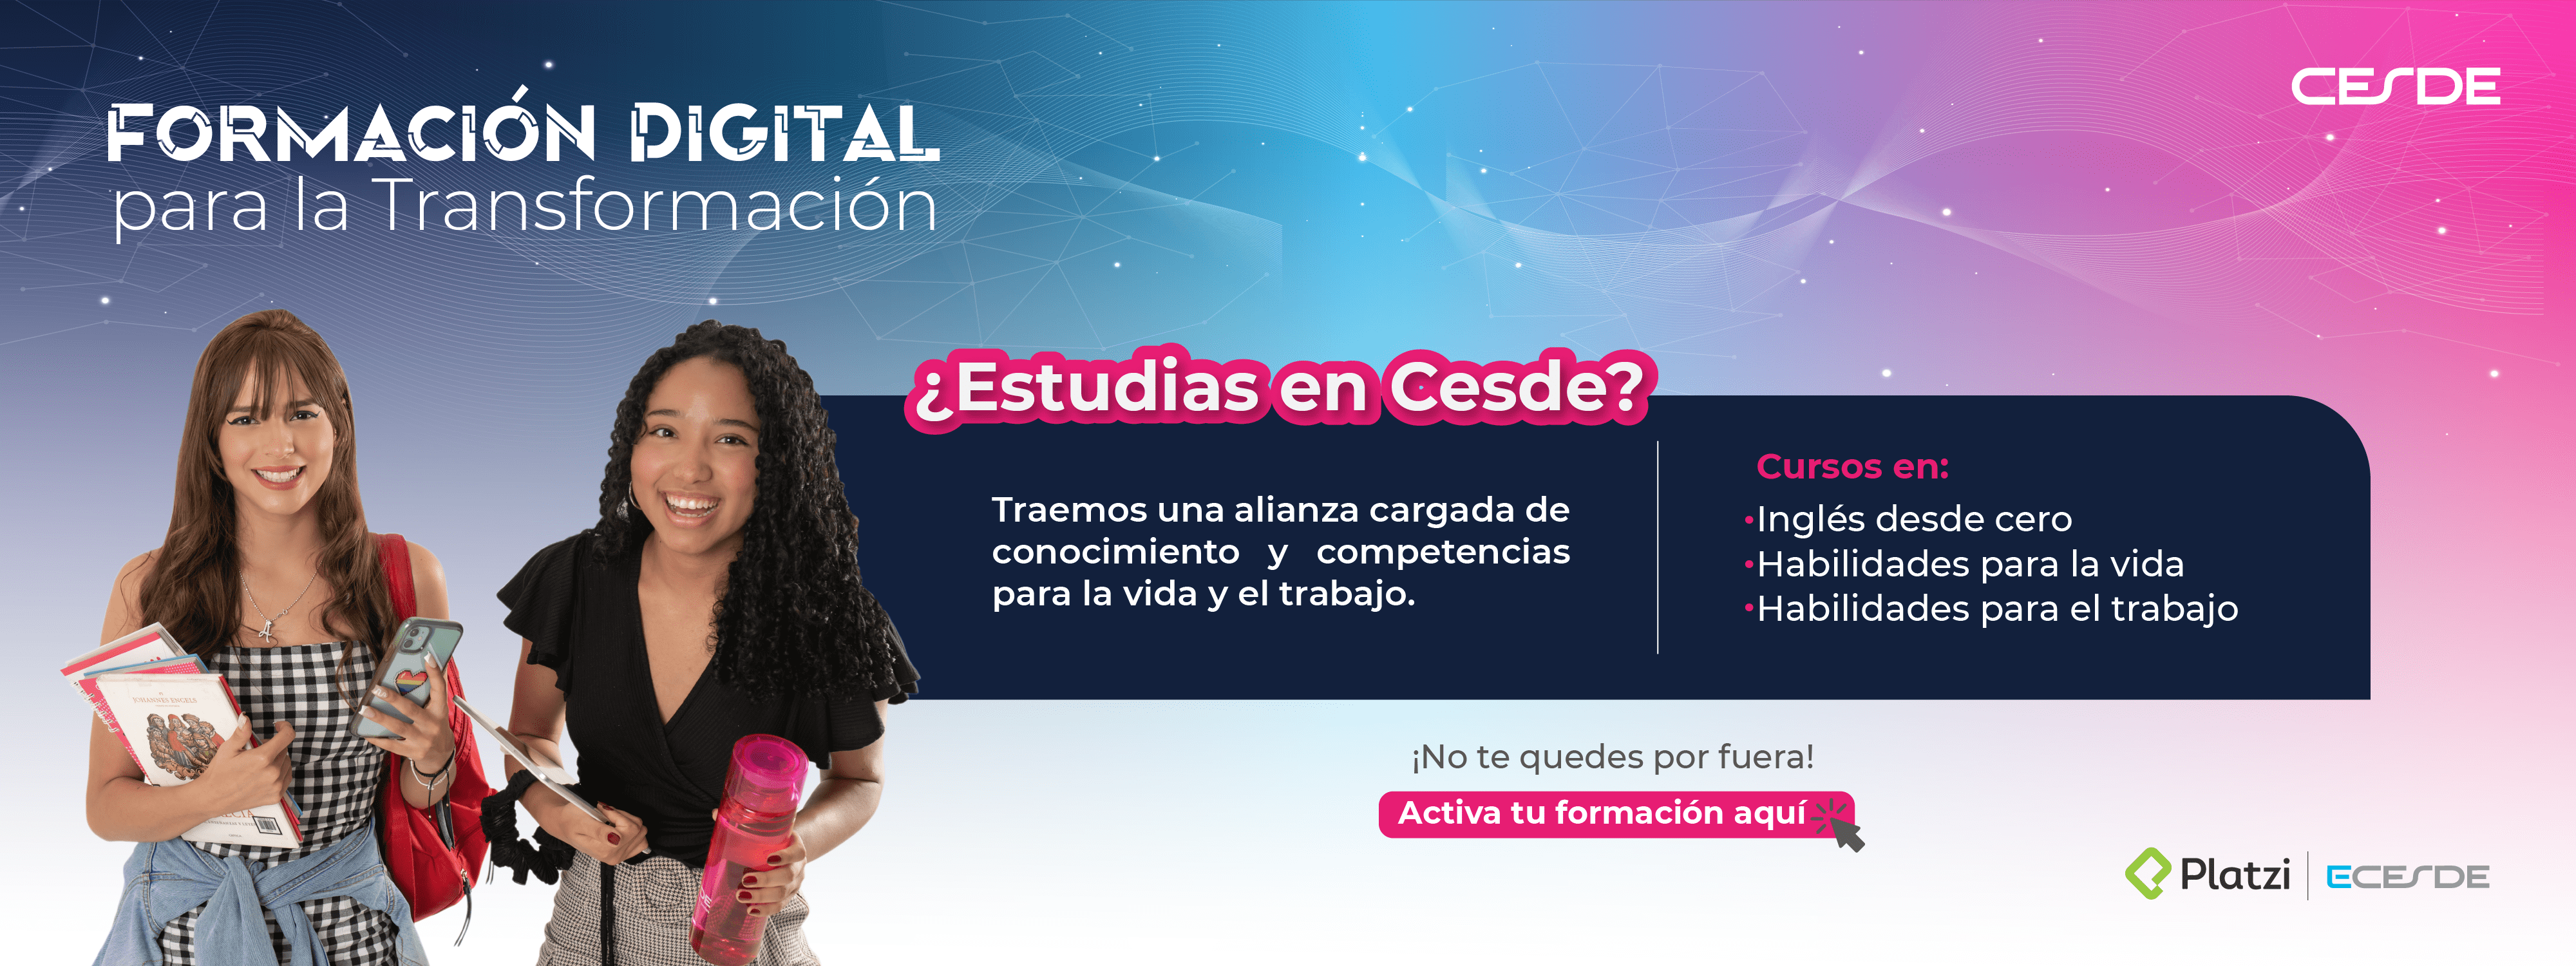 FORMACIÓN DIGITAL
para la Transformación
CESDE
¿Estudias en Cesde?
Traemos una alianza cargada de
conocimiento y competencias
para la vida y el trabajo.
Cursos en:
•Inglés desde cero
•Habilidades para la vida
•Habilidades para el trabajo
¡No te quedes por fuera!
Activa tu formación aquí
Platzi
ECESDE
JOHANNES ENGELS